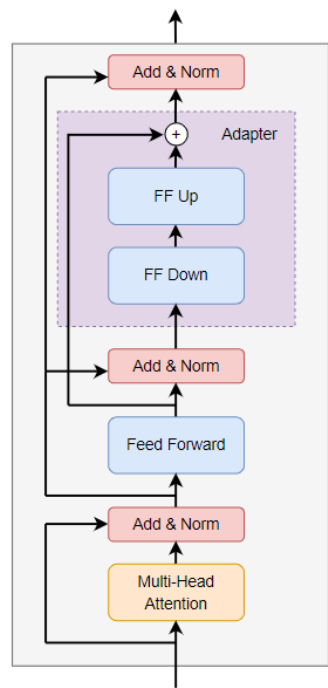 Add & Norm
+
Adapter
FF Up
FF Down
Add & Norm
Feed Forward
Add & Norm
Multi-Head
Attention